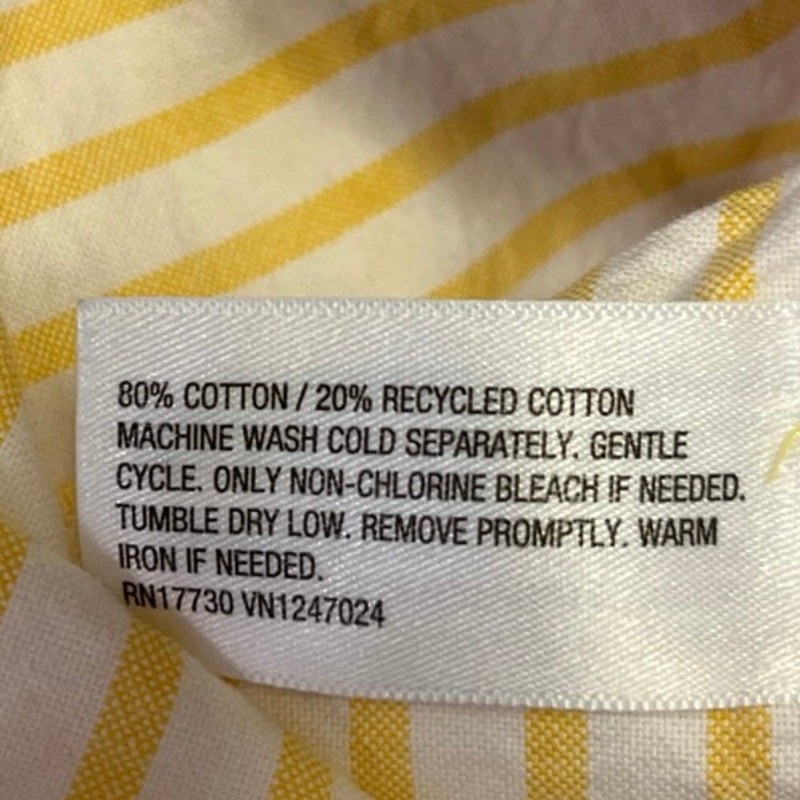 80% COTTON / 20% RECYCLED COTTON
MACHINE WASH COLD SEPARATELY. GENTLE
CYCLE. ONLY NON-CHLORINE BLEACH IF NEEDED.
TUMBLE DRY LOW. REMOVE PROMPTLY. WARM
IRON IF NEEDED.
RN17730 VN1247024